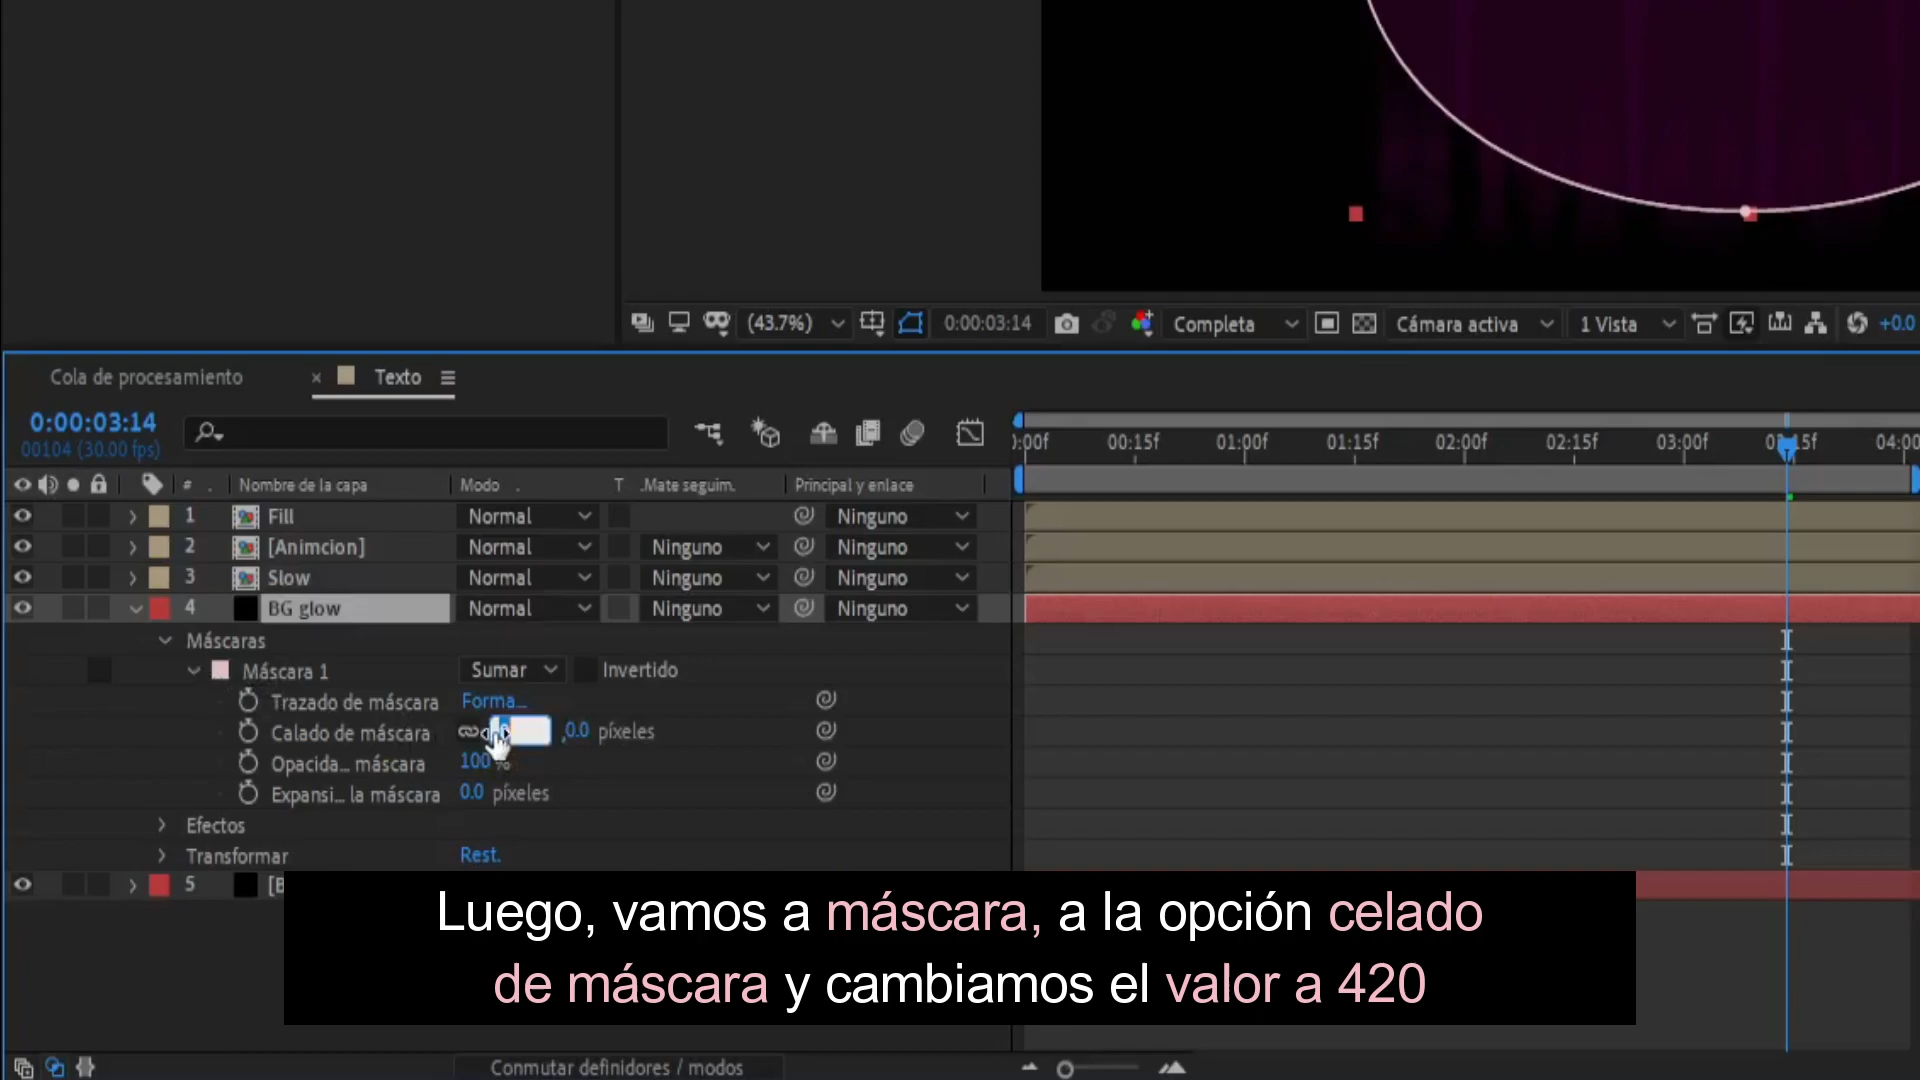 (43.7%) 0:00:03:14 Completa Cámara activa 1 Vista +0.0
Cola de procesamiento × Texto
0:00:03:14
00104 (30.00 fps)
:00f 00:15f 01:00f 01:15f 02:00f 02:15f 03:00f 04:00
# . Nombre de la capa Modo . T .Mate seguim. Principal y enlace
1 Fill Normal Ninguno
2 [Animcion] Normal Ninguno Ninguno
3 Slow Normal Ninguno Ninguno
4 BG glow Normal Ninguno Ninguno
Máscaras
Máscara 1 Sumar Invertido
Trazado de máscara Forma...
Calado de máscara ,0.0 píxeles
Opacida... máscara 100 %
Expansi... la máscara 0.0 píxeles
Efectos
Transformar Rest.
5
Luego, vamos a máscara, a la opción celado
de máscara y cambiamos el valor a 420
Conmutar definidores / modos